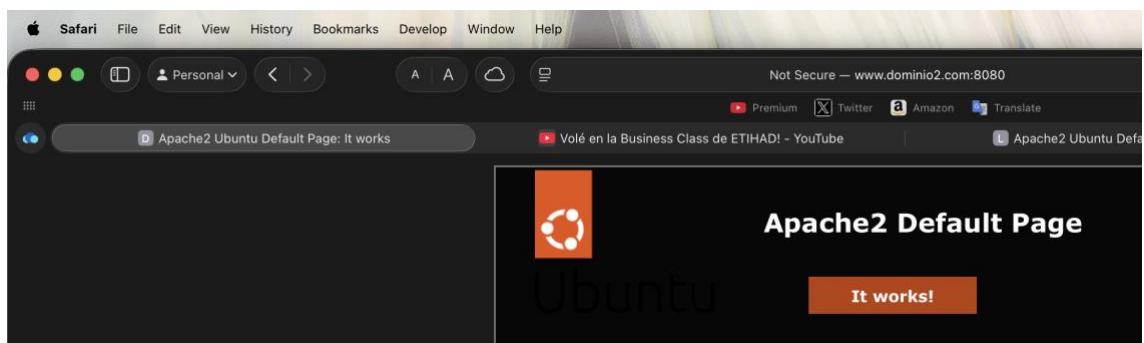 Safari File Edit View History Bookmarks Develop Window Help
Personal A A Not Secure — www.dominio2.com:8080
Premium X Twitter a Amazon Translate
D Apache2 Ubuntu Default Page: It works Volé en la Business Class de ETIHAD! - YouTube L Apache2 Ubuntu Defa
Apache2 Default Page
Ubuntu
It works!